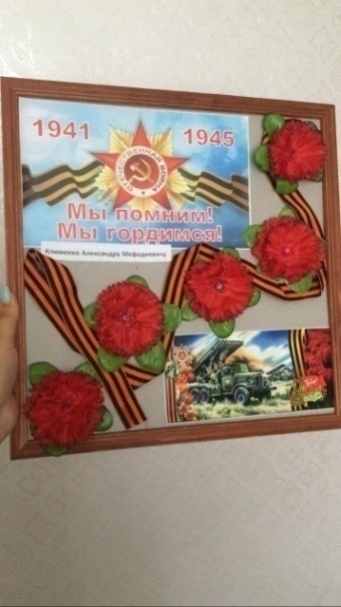 1941
1945
ОТЕЧЕСТВЕННАЯ ВОЙНА
Мы помним!
Мы гордимся!
Клименко Александру Мефодиевичу